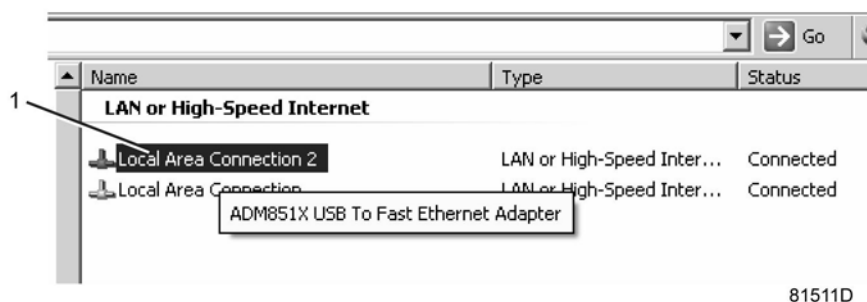 Go
Name Type Status
1
LAN or High-Speed Internet
Local Area Connection 2 LAN or High-Speed Inter... Connected
Local Area Connection LAN or High-Speed Inter... Connected
ADM851X USB To Fast Ethernet Adapter
81511D